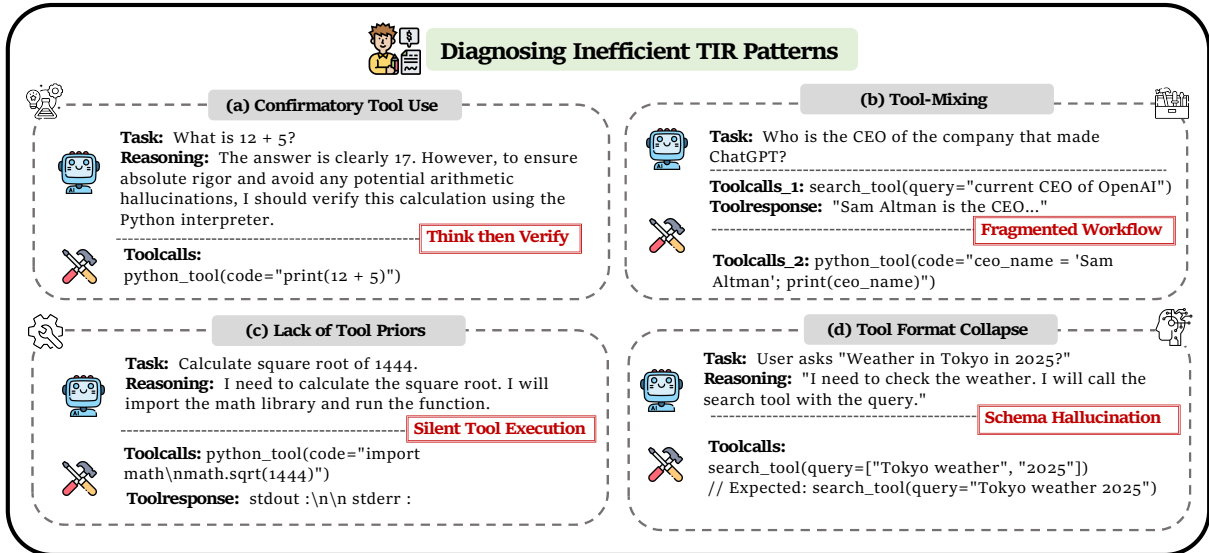 Diagnosing Inefficient TIR Patterns
(a) Confirmatory Tool Use
Task: What is 12 + 5?
Reasoning: The answer is clearly 17. However, to ensure
absolute rigor and avoid any potential arithmetic
hallucinations, I should verify this calculation using the
Python interpreter.
Think then Verify
Toolcalls:
python_tool(code="print(12 + 5)")
AI
(b) Tool-Mixing
Task: Who is the CEO of the company that made
ChatGPT?
Toolcalls_1: search_tool(query="current CEO of OpenAI")
Toolresponse: "Sam Altman is the CEO..."
Fragmented Workflow
Toolcalls_2: python_tool(code="ceo_name = 'Sam
Altman'; print(ceo_name)")
AI
(c) Lack of Tool Priors
Task: Calculate square root of 1444.
Reasoning: I need to calculate the square root. I will
import the math library and run the function.
Silent Tool Execution
Toolcalls: python_tool(code="import
math\nmath.sqrt(1444)")
Toolresponse: stdout :\n\n stderr :
AI
(d) Tool Format Collapse
Task: User asks "Weather in Tokyo in 2025?"
Reasoning: "I need to check the weather. I will call the
search tool with the query."
Schema Hallucination
Toolcalls:
search_tool(query=["Tokyo weather", "2025"])
// Expected: search_tool(query="Tokyo weather 2025")
AI